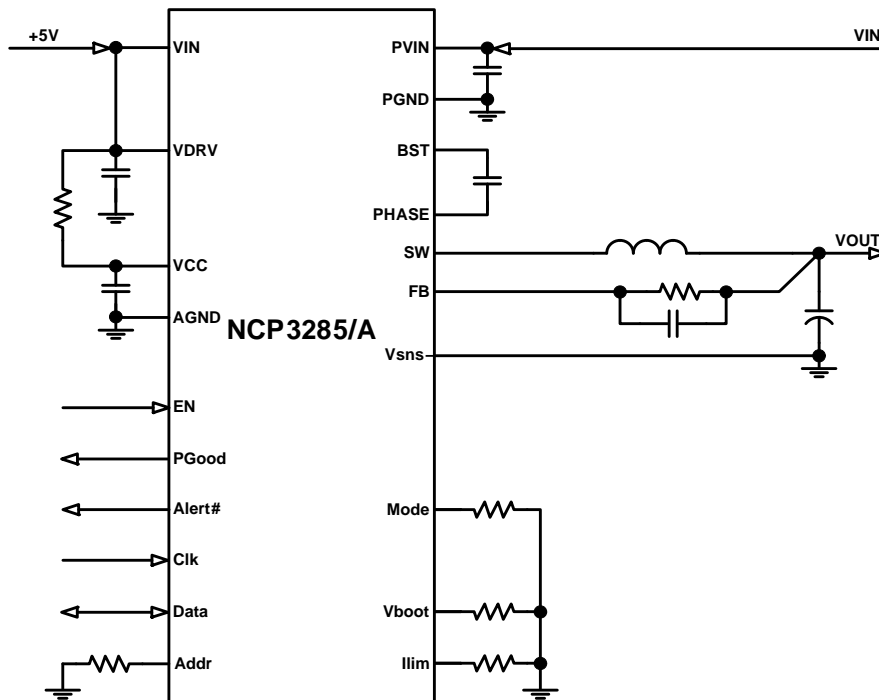 +5V
VIN
PVIN
VIN
PGND
VDRV
BST
PHASE
SW
VOUT
VCC
FB
AGND
NCP3285/A
Vsns-
EN
PGood
Alert#
Mode
Clk
Data
Vboot
Addr
Ilim